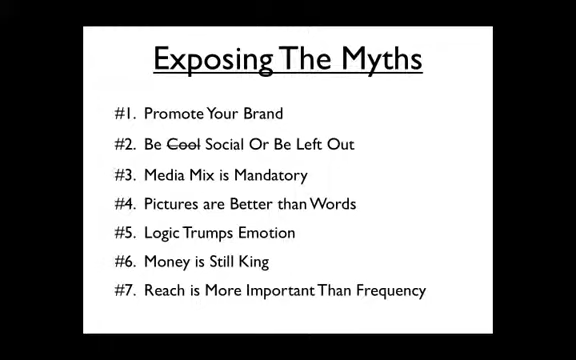 Exposing The Myths
#1. Promote Your Brand
#2. Be Cool Social Or Be Left Out
#3. Media Mix is Mandatory
#4. Pictures are Better than Words
#5. Logic Trumps Emotion
#6. Money is Still King
#7. Reach is More Important Than Frequency